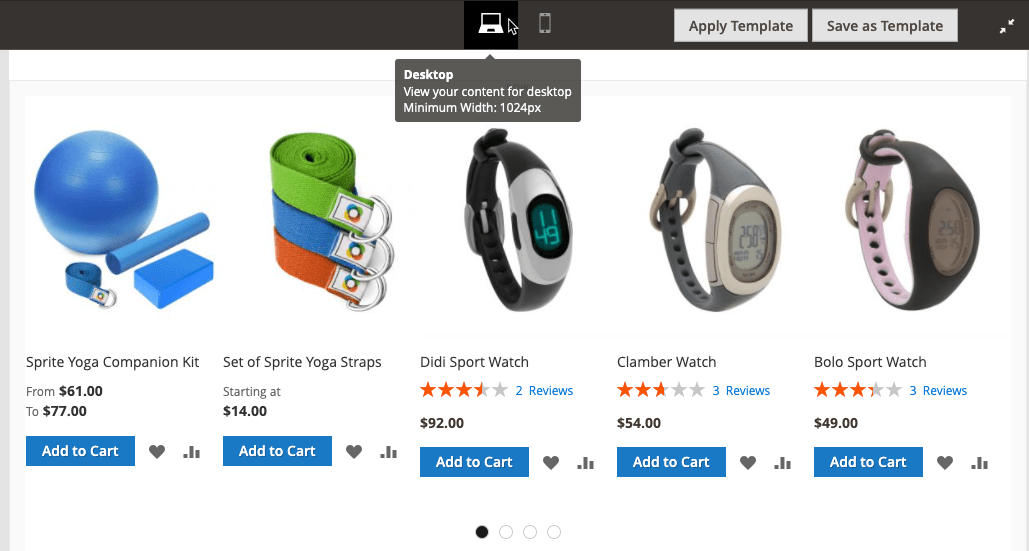 Apply Template
Save as Template
Desktop
View your content for desktop
Minimum Width: 1024px
11
49
Sprite Yoga Companion Kit
From $61.00
To $77.00
Add to Cart
Set of Sprite Yoga Straps
Starting at
$14.00
Add to Cart
Didi Sport Watch
2 Reviews
$92.00
Add to Cart
Clamber Watch
3 Reviews
$54.00
Add to Cart
Bolo Sport Watch
3 Reviews
$49.00
Add to Cart